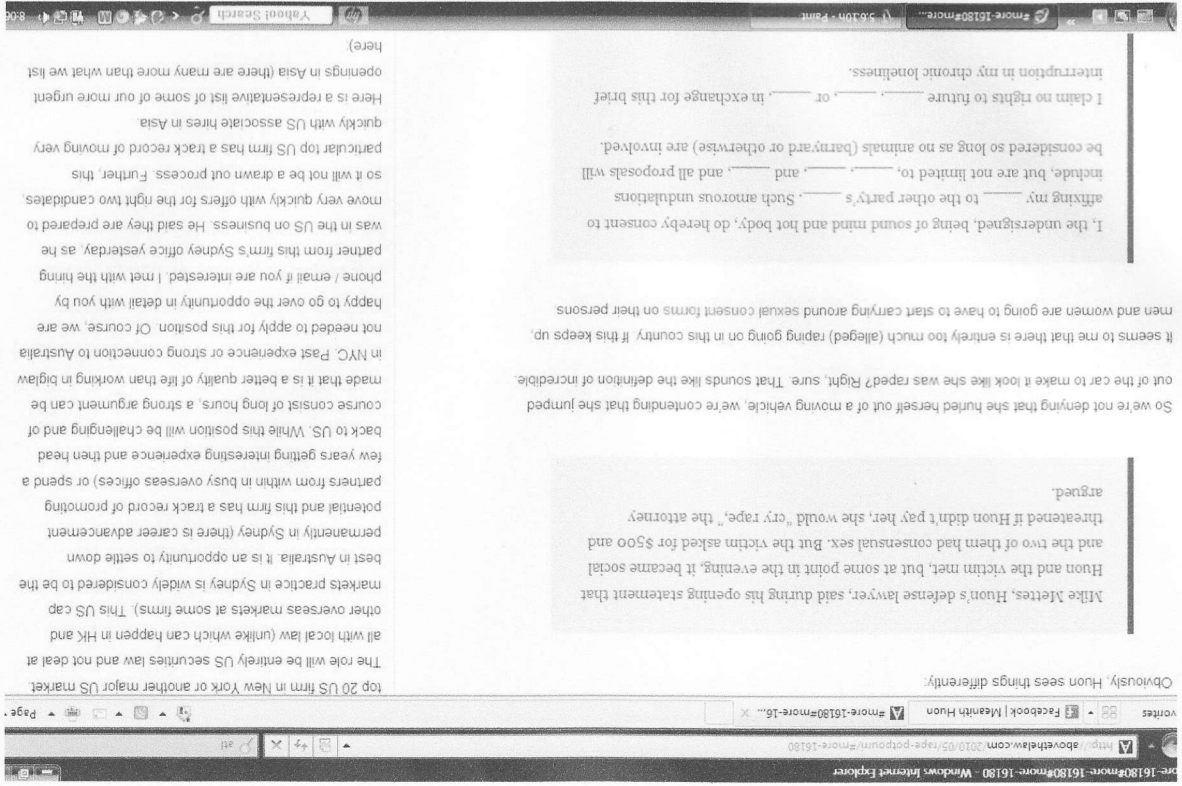 ore-16180#more-16180#more-16180 - Windows Internet Explorer
http://abovethelaw.com/2010/05/rape-potpourri/#more-16180
atl
vorites
Facebook | Meanith Huon
#more-16180#more-16...
Page
Obviously, Huon sees things differently:
Mike Mettes, Huon's defense lawyer, said during his opening statement that
Huon and the victim met, but at some point in the evening, it became social
and the two of them had consensual sex. But the victim asked for $500 and
threatened if Huon didn't pay her, she would "cry rape," the attorney
argued.
So we're not denying that she hurled herself out of a moving vehicle, we're contending that she jumped
out of the car to make it look like she was raped? Right, sure. That sounds like the definition of incredible.
It seems to me that there is entirely too much (alleged) raping going on in this country. If this keeps up,
men and women are going to have to start carrying around sexual consent forms on their persons
I, the undersigned, being of sound mind and hot body, do hereby consent to
affixing my _____ to the other party's _____. Such amorous undulations
include, but are not limited to, _____, _____, and _____, and all proposals will
be considered so long as no animals (barnyard or otherwise) are involved.
I claim no rights to future _____, _____, or _____, in exchange for this brief
interruption in my chronic loneliness.
top 20 US firm in New York or another major US market.
The role will be entirely US securities law and not deal at
all with local law (unlike which can happen in HK and
other overseas markets at some firms). This US cap
markets practice in Sydney is widely considered to be the
best in Australia. It is an opportunity to settle down
permanently in Sydney (there is career advancement
potential and this firm has a track record of promoting
partners from within in busy overseas offices) or spend a
few years getting interesting experience and then head
back to US. While this position will be challenging and of
course consist of long hours, a strong argument can be
made that it is a better quality of life than working in biglaw
in NYC. Past experience or strong connection to Australia
not needed to apply for this position. Of course, we are
happy to go over the opportunity in detail with you by
phone / email if you are interested. I met with the hiring
partner from this firm's Sydney office yesterday, as he
was in the US on business. He said they are prepared to
move very quickly with offers for the right two candidates,
so it will not be a drawn out process. Further, this
particular top US firm has a track record of moving very
quickly with US associate hires in Asia.
Here is a representative list of some of our more urgent
openings in Asia (there are many more than what we list
here):
#more-16180#more...
5.6.10h - Paint
hp
Yahoo! Search